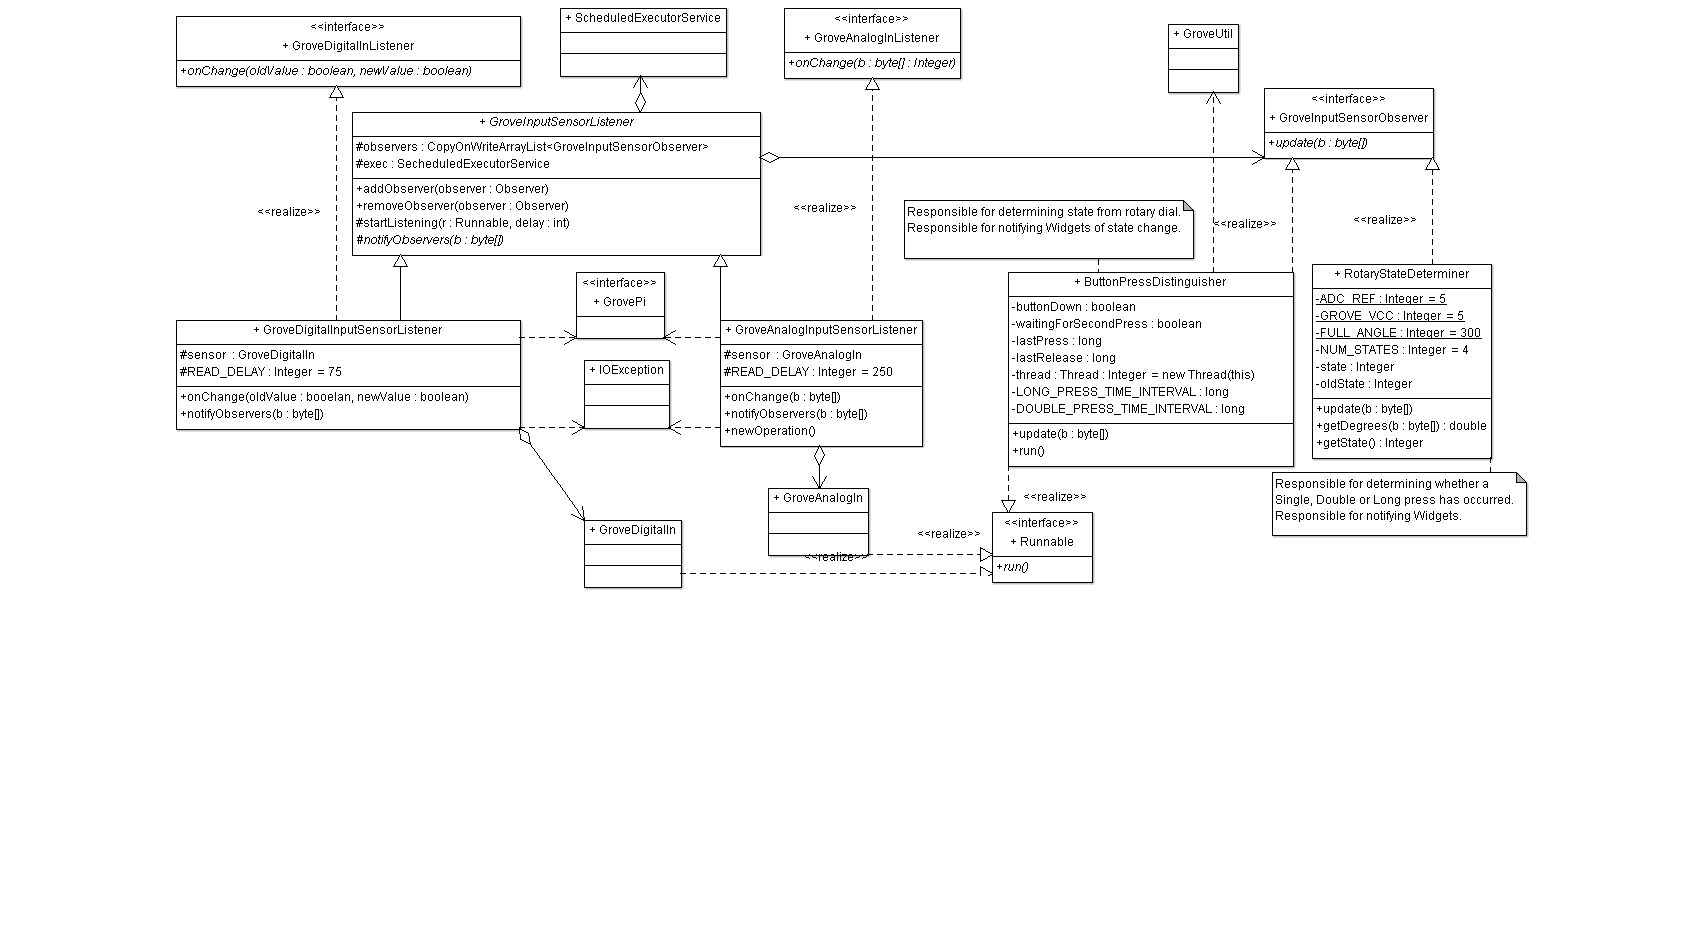 <<interface>>
+ GroveDigitalInListener
+onChange(oldValue : boolean, newValue : boolean)
+ ScheduledExecutorService
<<interface>>
+ GroveAnalogInListener
+onChange(b : byte[] : Integer)
+ GroveUtil
<<interface>>
+ GroveInputSensorObserver
+update(b : byte[])
+ GroveInputSensorListener
#observers : CopyOnWriteArrayList<GroveInputSensorObserver>
#exec : SecheduledExecutorService
+addObserver(observer : Observer)
+removeObserver(observer : Observer)
#startListening(r : Runnable, delay : int)
#notifyObservers(b : byte[])
<<realize>>
<<realize>>
<<realize>>
<<realize>>
Responsible for determining state from rotary dial.
Responsible for notifying Widgets of state change.
<<interface>>
+ GrovePi
+ IOException
+ GroveDigitalInputSensorListener
#sensor : GroveDigitalIn
#READ_DELAY : Integer = 75
+onChange(oldValue : booelan, newValue : boolean)
+notifyObservers(b : byte[])
+ GroveAnalogInputSensorListener
#sensor : GroveAnalogIn
#READ_DELAY : Integer = 250
+onChange(b : byte[])
+notifyObservers(b : byte[])
+newOperation()
+ ButtonPressDistinguisher
-buttonDown : boolean
-waitingForSecondPress : boolean
-lastPress : long
-lastRelease : long
-thread : Thread : Integer = new Thread(this)
-LONG_PRESS_TIME_INTERVAL : long
-DOUBLE_PRESS_TIME_INTERVAL : long
+update(b : byte[])
+run()
+ RotaryStateDeterminer
-ADC_REF : Integer = 5
-GROVE_VCC : Integer = 5
-FULL_ANGLE : Integer = 300
-NUM_STATES : Integer = 4
-state : Integer
-oldState : Integer
+update(b : byte[])
+getDegrees(b : byte[]) : double
+getState() : Integer
Responsible for determining whether a
Single, Double or Long press has occurred.
Responsible for notifying Widgets.
+ GroveAnalogIn
+ GroveDigitalIn
<<realize>>
<<realize>>
<<realize>>
<<interface>>
+ Runnable
+run()